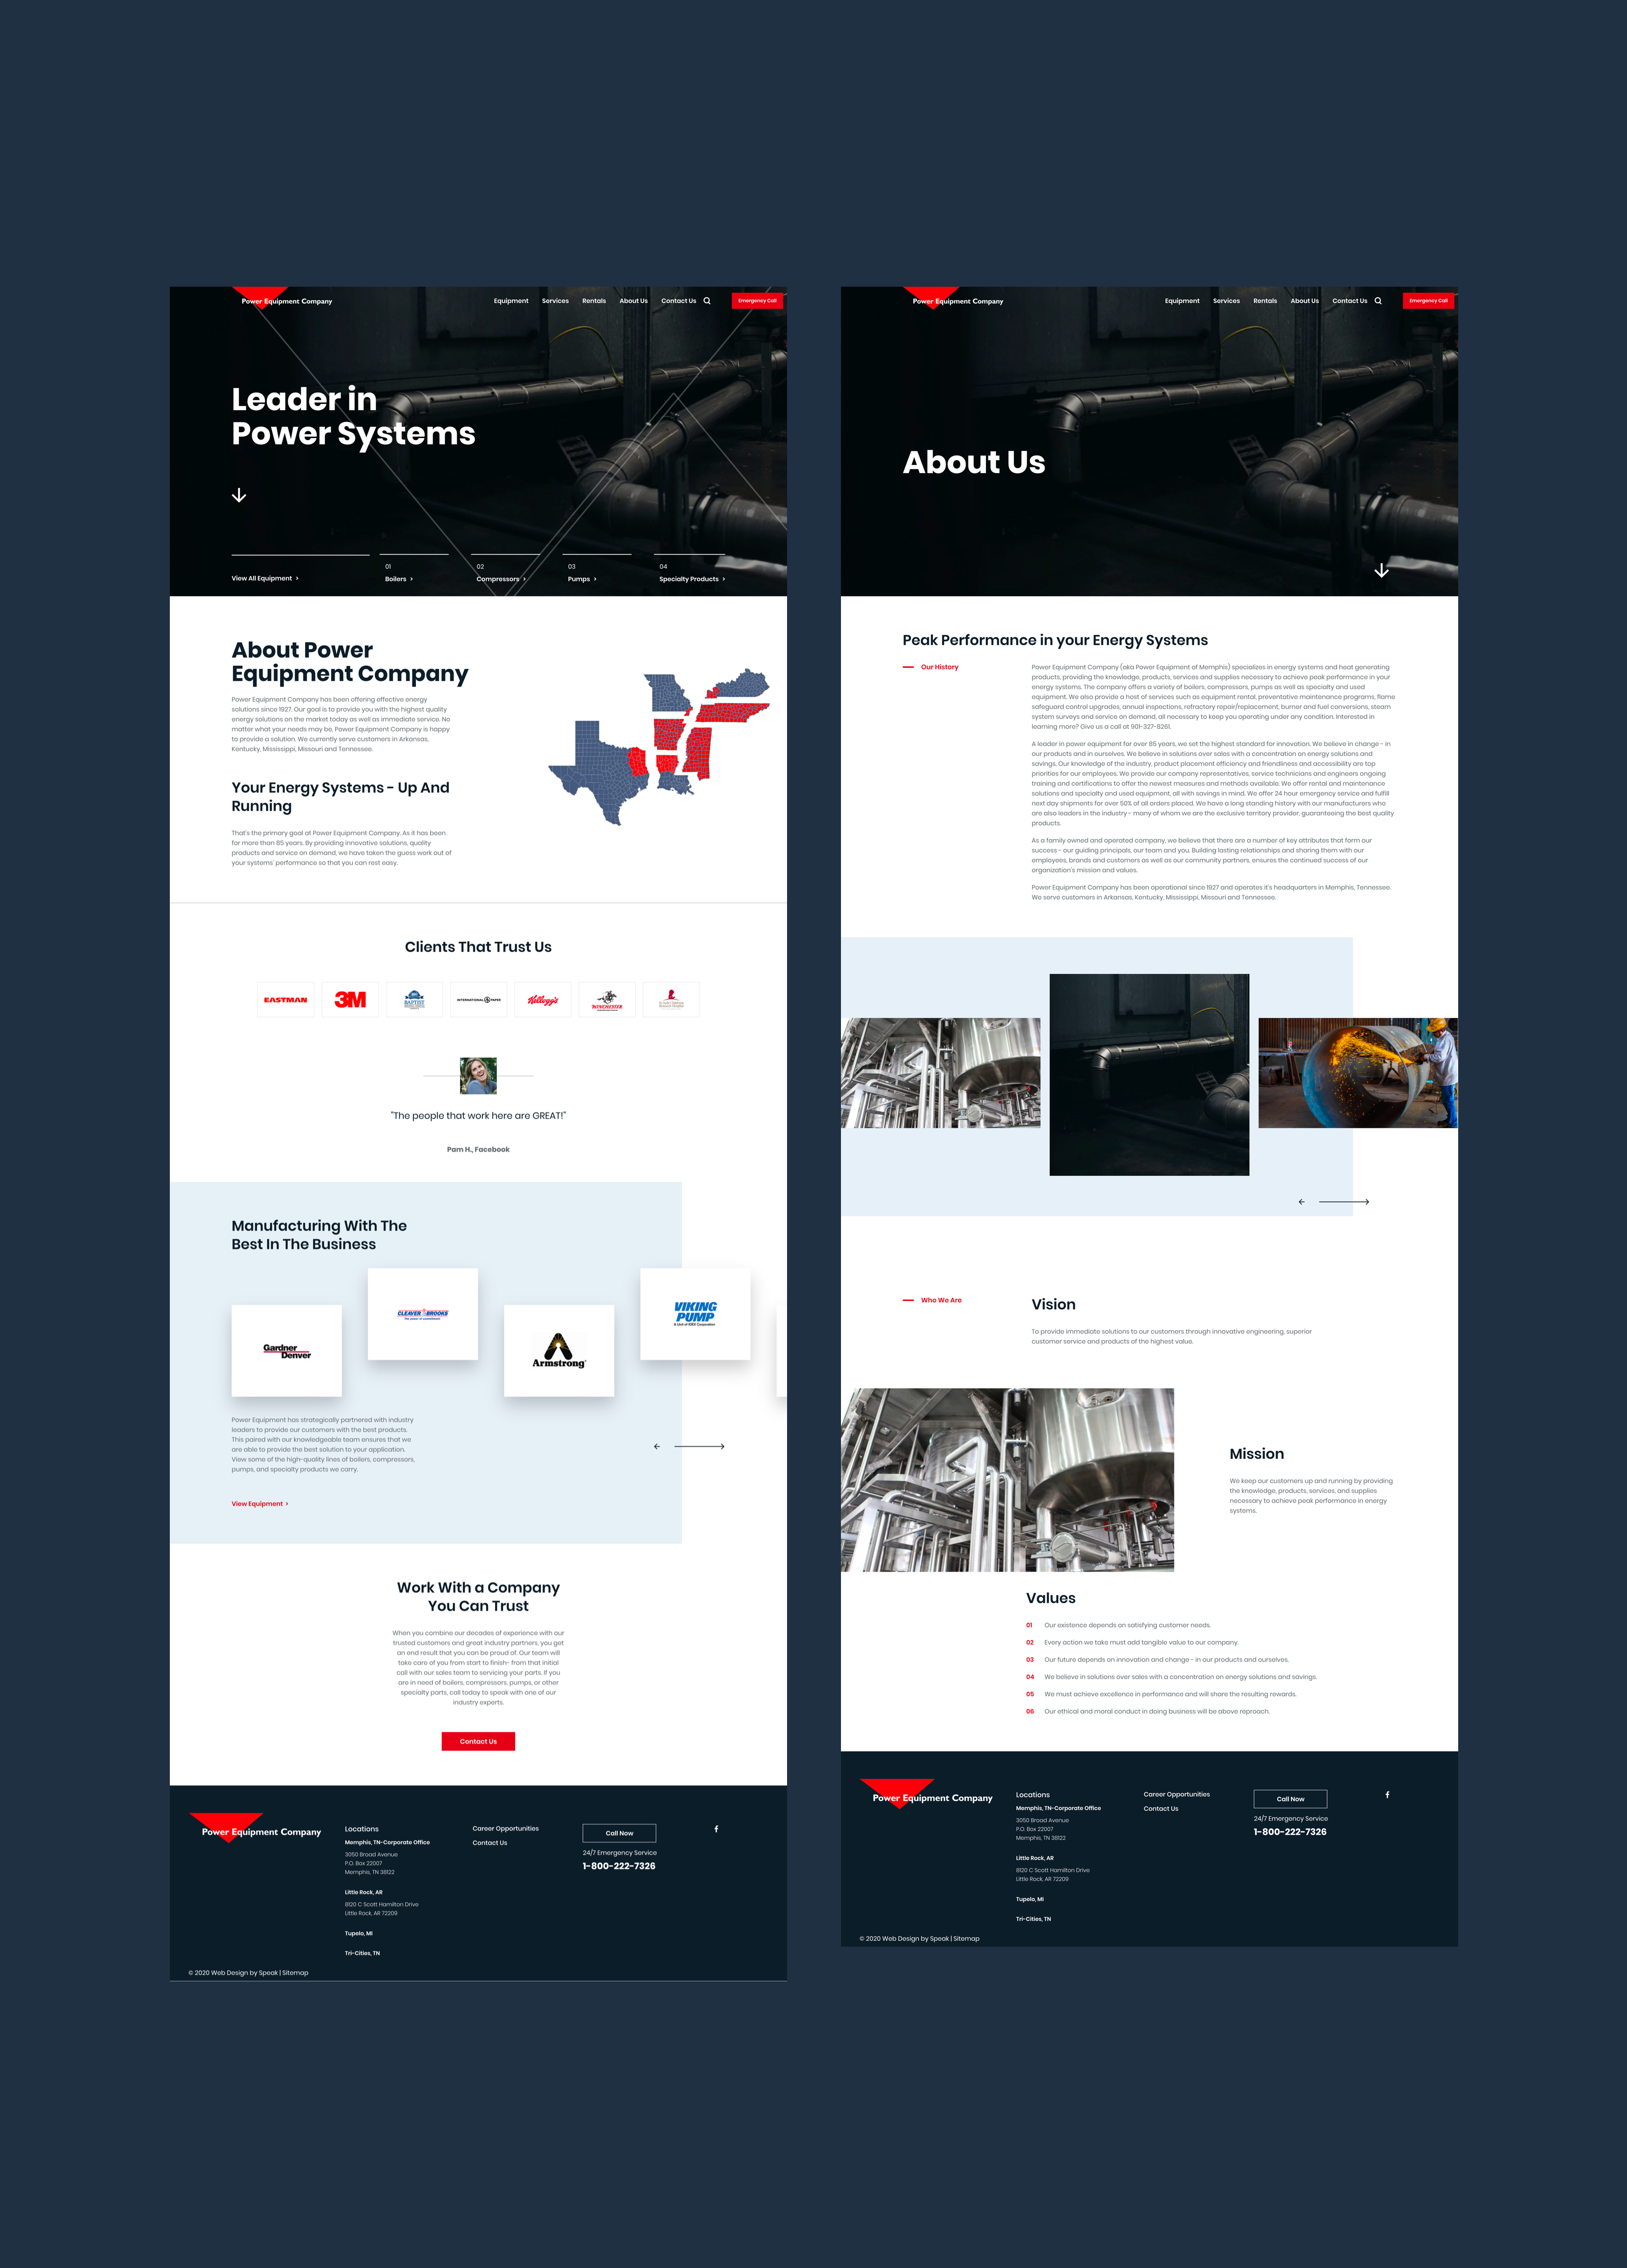 Power Equipment Company
Equipment
Services
Rentals
About Us
Contact Us
Emergency Call
Leader in
Power Systems
View All Equipment >
01
Boilers >
02
Compressors >
03
Pumps >
04
Specialty Products >
About Power
Equipment Company
Power Equipment Company has been offering effective energy
solutions since 1927. Our goal is to provide you with the highest quality
energy solutions on the market today as well as immediate service. No
matter what your needs may be, Power Equipment Company is happy
to provide a solution. We currently serve customers in Arkansas,
Kentucky, Mississippi, Missouri and Tennessee.
Your Energy Systems - Up And
Running
That's the primary goal at Power Equipment Company. As it has been
for more than 85 years. By providing innovative solutions, quality
products and service on demand, we have taken the guess work out of
your systems' performance so that you can rest easy.
Clients That Trust Us
EASTMAN
3M
BAPTIST
INTERNATIONAL PAPER
Kellogg's
WINCHESTER
"The people that work here are GREAT!"
Pam H., Facebook
Manufacturing With The
Best In The Business
Gardner
Denver
CLEAVER BROOKS
The power of commitment
Armstrong
VIKING
PUMP
A Unit of IDEX Corporation
Power Equipment has strategically partnered with industry
leaders to provide our customers with the best products.
This paired with our knowledgeable team ensures that we
are able to provide the best solution to your application.
View some of the high-quality lines of boilers, compressors,
pumps, and specialty products we carry.
View Equipment >
Work With a Company
You Can Trust
When you combine our decades of experience with our
trusted customers and great industry partners, you get
an end result that you can be proud of. Our team will
take care of you from start to finish- from that initial
call with our sales team to servicing your parts. If you
are in need of boilers, compressors, pumps, or other
specialty parts, call today to speak with one of our
industry experts.
Contact Us
Power Equipment Company
Locations
Memphis, TN-Corporate Office
3050 Broad Avenue
P.O. Box 22007
Memphis, TN 38122
Little Rock, AR
8120 C Scott Hamilton Drive
Little Rock, AR 72209
Tupelo, MI
Tri-Cities, TN
Career Opportunities
Contact Us
Call Now
24/7 Emergency Service
1-800-222-7326
© 2020 Web Design by Speak | Sitemap
Power Equipment Company
Equipment
Services
Rentals
About Us
Contact Us
Emergency Call
About Us
Peak Performance in your Energy Systems
Our History
Power Equipment Company (aka Power Equipment of Memphis) specializes in energy systems and heat generating
products, providing the knowledge, products, services and supplies necessary to achieve peak performance in your
energy systems. The company offers a variety of boilers, compressors, pumps as well as specialty and used
equipment. We also provide a host of services such as equipment rental, preventative maintenance programs, flame
safeguard control upgrades, annual inspections, refractory repair/replacement, burner and fuel conversions, steam
system surveys and service on demand, all necessary to keep you operating under any condition. Interested in
learning more? Give us a call at 901-327-8261.
A leader in power equipment for over 85 years, we set the highest standard for innovation. We believe in change - in
our products and in ourselves. We believe in solutions over sales with a concentration on energy solutions and
savings. Our knowledge of the industry, product placement efficiency and friendliness and accessibility are top
priorities for our employees. We provide our company representatives, service technicians and engineers ongoing
training and certifications to offer the newest measures and methods available. We offer rental and maintenance
solutions and specialty and used equipment, all with savings in mind. We offer 24 hour emergency service and fulfill
next day shipments for over 50% of all orders placed. We have a long standing history with our manufacturers who
are also leaders in the industry - many of whom we are the exclusive territory provider, guaranteeing the best quality
products.
As a family owned and operated company, we believe that there are a number of key attributes that form our
success - our guiding principals, our team and you. Building lasting relationships and sharing them with our
employees, brands and customers as well as our community partners, ensures the continued success of our
organization's mission and values.
Power Equipment Company has been operational since 1927 and operates it's headquarters in Memphis, Tennessee.
We serve customers in Arkansas, Kentucky, Mississippi, Missouri and Tennessee.
Who We Are
Vision
To provide immediate solutions to our customers through innovative engineering, superior
customer service and products of the highest value.
Mission
We keep our customers up and running by providing
the knowledge, products, services, and supplies
necessary to achieve peak performance in energy
systems.
Values
01 Our existence depends on satisfying customer needs.
02 Every action we take must add tangible value to our company.
03 Our future depends on innovation and change - in our products and ourselves.
04 We believe in solutions over sales with a concentration on energy solutions and savings.
05 We must achieve excellence in performance and will share the resulting rewards.
06 Our ethical and moral conduct in doing business will be above reproach.
Power Equipment Company
Locations
Memphis, TN-Corporate Office
3050 Broad Avenue
P.O. Box 22007
Memphis, TN 38122
Little Rock, AR
8120 C Scott Hamilton Drive
Little Rock, AR 72209
Tupelo, MI
Tri-Cities, TN
Career Opportunities
Contact Us
Call Now
24/7 Emergency Service
1-800-222-7326
© 2020 Web Design by Speak | Sitemap